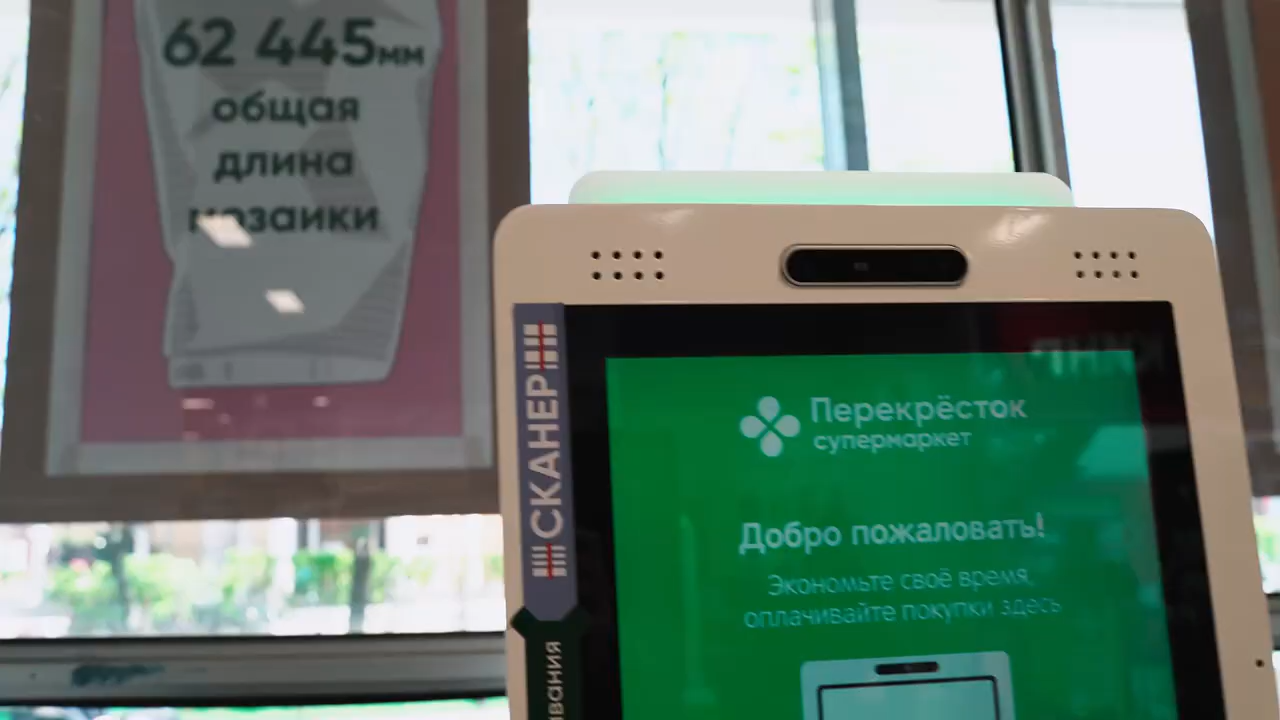 62 445мм
общая
длина
мозаики
СКАНЕР
Перекрёсток
супермаркет
Добро пожаловать!
Экономьте своё время,
оплачивайте покупки здесь